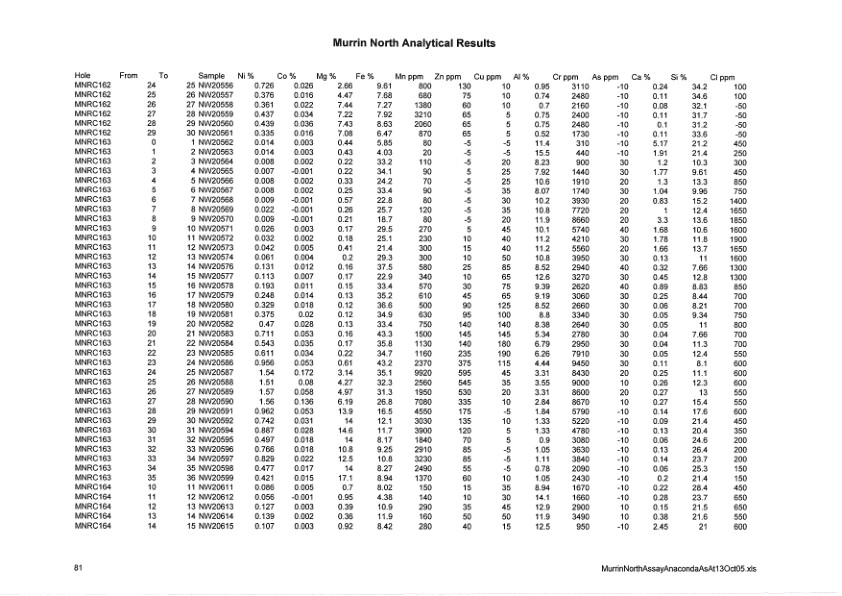 Murrin North Analytical Results
Hole From To Sample Ni % Co % Mg % Fe % Mn ppm Zn ppm Cu ppm Al % Cr ppm As ppm Ca % Si % Cl ppm
MNRC162 24 25 NW20556 0.726 0.026 2.66 9.61 800 130 10 0.95 3110 -10 0.24 34.2 100
MNRC162 25 26 NW20557 0.376 0.016 4.47 7.68 680 75 10 0.74 2480 -10 0.11 34.6 100
MNRC162 26 27 NW20558 0.361 0.022 7.44 7.27 1380 60 10 0.7 2160 -10 0.08 32.1 -50
MNRC162 27 28 NW20559 0.437 0.034 7.22 7.92 3210 65 5 0.75 2400 -10 0.11 31.7 -50
MNRC162 28 29 NW20560 0.439 0.036 7.43 8.63 2060 65 5 0.75 2480 -10 0.1 31.2 -50
MNRC162 29 30 NW20561 0.335 0.016 7.08 6.47 870 65 5 0.52 1730 -10 0.11 33.6 -50
MNRC163 0 1 NW20562 0.014 0.003 0.44 5.85 80 -5 -5 11.4 310 -10 5.17 21.2 450
MNRC163 1 2 NW20563 0.014 0.003 0.43 4.03 20 -5 -5 15.5 440 -10 1.91 21.4 250
MNRC163 2 3 NW20564 0.008 0.002 0.22 33.2 110 -5 20 8.23 900 30 1.2 10.3 300
MNRC163 3 4 NW20565 0.007 -0.001 0.22 34.1 90 5 25 7.92 1440 30 1.77 9.61 450
MNRC163 4 5 NW20566 0.008 0.002 0.33 24.2 70 -5 25 10.6 1910 20 1.3 13.3 850
MNRC163 5 6 NW20567 0.008 0.002 0.25 33.4 90 -5 35 8.07 1740 30 1.04 9.96 750
MNRC163 6 7 NW20568 0.009 -0.001 0.57 22.8 80 -5 30 10.2 3930 20 0.83 15.2 1400
MNRC163 7 8 NW20569 0.022 -0.001 0.26 25.7 120 -5 35 10.8 7720 20 1 12.4 1650
MNRC163 8 9 NW20570 0.009 -0.001 0.21 18.7 80 -5 20 11.9 8660 20 3.3 13.6 1850
MNRC163 9 10 NW20571 0.026 0.003 0.17 29.5 270 5 45 10.1 5740 40 1.68 10.6 1600
MNRC163 10 11 NW20572 0.032 0.002 0.18 25.1 230 10 40 11.2 4210 30 1.78 11.8 1900
MNRC163 11 12 NW20573 0.042 0.005 0.41 21.4 300 15 40 11.2 5560 20 1.66 13.7 1650
MNRC163 12 13 NW20574 0.061 0.004 0.2 29.3 300 10 50 10.8 3950 30 0.13 11 1600
MNRC163 13 14 NW20576 0.131 0.012 0.16 37.5 580 25 85 8.52 2940 40 0.32 7.66 1300
MNRC163 14 15 NW20577 0.113 0.007 0.17 22.9 340 10 65 12.6 3270 30 0.45 12.8 1300
MNRC163 15 16 NW20578 0.193 0.011 0.15 33.4 570 30 75 9.39 2620 40 0.89 8.83 850
MNRC163 16 17 NW20579 0.248 0.014 0.13 35.2 610 45 65 9.19 3060 30 0.25 8.44 700
MNRC163 17 18 NW20580 0.329 0.018 0.12 36.6 500 90 125 8.52 2660 30 0.06 8.21 700
MNRC163 18 19 NW20581 0.375 0.02 0.12 34.9 630 95 100 8.8 3340 30 0.05 9.34 750
MNRC163 19 20 NW20582 0.47 0.028 0.13 33.4 750 140 140 8.38 2640 30 0.05 11 800
MNRC163 20 21 NW20583 0.711 0.053 0.16 43.3 1500 145 145 5.34 2780 30 0.04 7.66 700
MNRC163 21 22 NW20584 0.543 0.035 0.17 35.8 1130 140 180 6.79 2950 30 0.04 11.3 700
MNRC163 22 23 NW20585 0.611 0.034 0.22 34.7 1160 235 190 6.26 7910 30 0.05 12.4 550
MNRC163 23 24 NW20586 0.956 0.053 0.61 43.2 2370 375 115 4.44 9450 30 0.11 8.1 600
MNRC163 24 25 NW20587 1.54 0.172 3.14 35.1 9920 595 45 3.31 8430 20 0.25 11.1 600
MNRC163 25 26 NW20588 1.51 0.08 4.27 32.3 2560 545 35 3.55 9000 10 0.26 12.3 600
MNRC163 26 27 NW20589 1.57 0.058 4.97 31.3 1950 530 20 3.31 8600 20 0.27 13 550
MNRC163 27 28 NW20590 1.56 0.136 6.19 26.8 7080 335 10 2.84 8670 10 0.27 15.4 550
MNRC163 28 29 NW20591 0.962 0.053 13.9 16.5 4550 175 -5 1.84 5790 -10 0.14 17.6 600
MNRC163 29 30 NW20592 0.742 0.031 14 12.1 3030 135 10 1.33 5220 -10 0.09 21.4 450
MNRC163 30 31 NW20594 0.887 0.028 14.6 11.7 3900 120 5 1.33 4780 -10 0.13 20.4 350
MNRC163 31 32 NW20595 0.497 0.018 14 8.17 1840 70 5 0.9 3080 -10 0.06 24.6 200
MNRC163 32 33 NW20596 0.766 0.018 10.8 9.25 2910 85 -5 1.05 3630 -10 0.13 26.4 200
MNRC163 33 34 NW20597 0.829 0.022 12.5 10.8 3230 85 -5 1.11 3840 -10 0.14 23.7 200
MNRC163 34 35 NW20598 0.477 0.017 14 8.27 2490 55 -5 0.78 2090 -10 0.06 25.3 150
MNRC163 35 36 NW20599 0.421 0.015 17.1 8.94 1370 60 10 1.05 2430 -10 0.2 21.4 150
MNRC164 10 11 NW20611 0.086 0.005 0.7 8.02 150 15 35 8.94 1670 -10 0.22 28.4 450
MNRC164 11 12 NW20612 0.056 -0.001 0.95 4.38 140 10 30 14.1 1660 -10 0.28 23.7 650
MNRC164 12 13 NW20613 0.127 0.003 0.39 10.9 290 35 45 12.9 2900 10 0.15 21.5 650
MNRC164 13 14 NW20614 0.139 0.002 0.36 11.9 160 50 50 11.9 3490 10 0.38 21.6 550
MNRC164 14 15 NW20615 0.107 0.003 0.92 8.42 280 40 15 12.5 950 -10 2.45 21 600
81 MurrinNorthAssayAnacondaAsAt13Oct05.xls